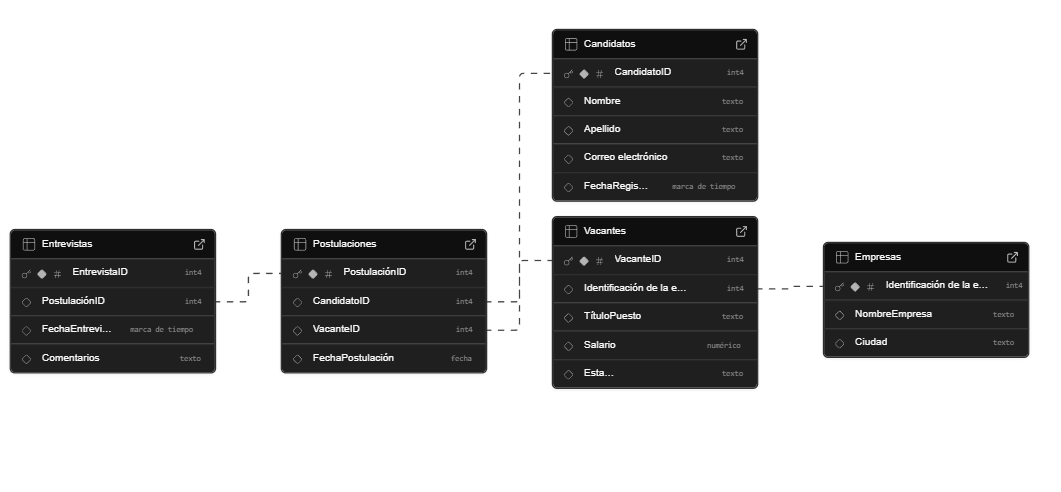 Candidatos
CandidatoID int4
Nombre texto
Apellido texto
Correo electrónico texto
FechaRegis... marca de tiempo
Entrevistas
EntrevistaID int4
PostulaciónID int4
FechaEntrevi... marca de tiempo
Comentarios texto
Postulaciones
PostulaciónID int4
CandidatoID int4
VacanteID int4
FechaPostulación fecha
Vacantes
VacanteID int4
Identificación de la e... int4
TítuloPuesto texto
Salario numérico
Esta... texto
Empresas
Identificación de la e... int4
NombreEmpresa texto
Ciudad texto